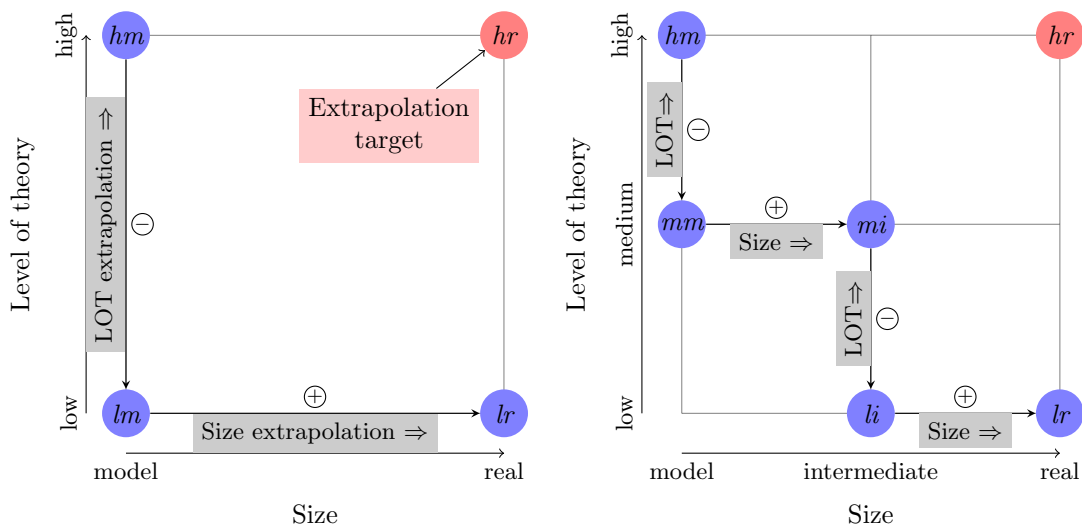 high
hm
hr
Extrapolation
target
Level of theory
LOT extrapolation ⇒
−
low
lm
+
Size extrapolation ⇒
lr
model
real
Size
high
hm
hr
LOT⇒
−
Level of theory
medium
mm
+
Size ⇒
mi
LOT⇒
−
low
li
+
Size ⇒
lr
model
intermediate
real
Size